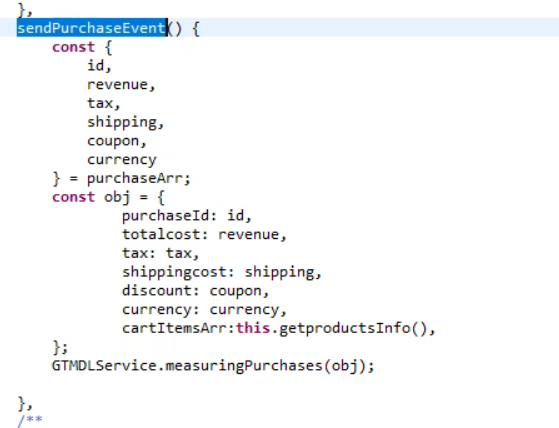 },
sendPurchaseEvent() {
    const {
        id,
        revenue,
        tax,
        shipping,
        coupon,
        currency
    } = purchaseArr;
    const obj = {
            purchaseId: id,
            totalcost: revenue,
            tax: tax,
            shippingcost: shipping,
            discount: coupon,
            currency: currency,
            cartItemsArr:this.getproductsInfo(),
    };
    GTMDLService.measuringPurchases(obj);
},
/**